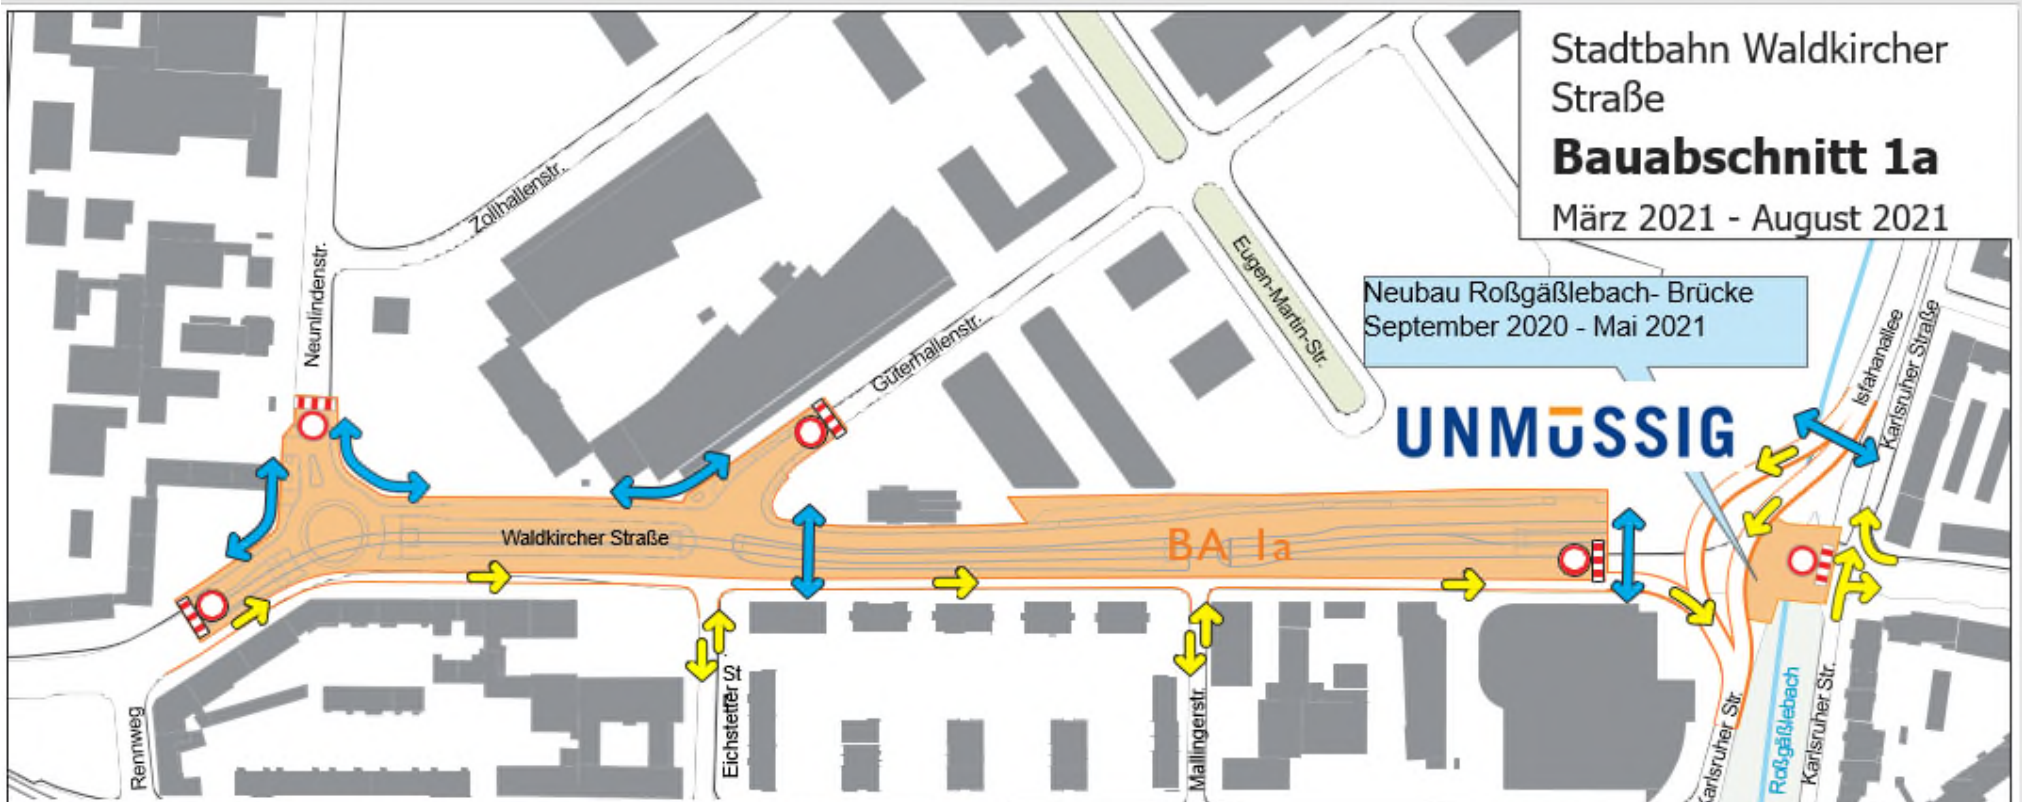 Stadtbahn Waldkircher
Straße
Bauabschnitt 1a
März 2021 - August 2021
Zollhallenstr.
Neunlindenstr.
Eugen-Martin-Str.
Güterhallenstr.
Neubau Roßgäßlebach- Brücke
September 2020 - Mai 2021
Isfahanallee
Karlsruher Straße
UNMÜSSIG
Waldkircher Straße
BA Ia
Rennweg
Eichstetter St
Mallingerstr.
Karlsruher Str.
Roßgäßlebach
Karlsruher Str.